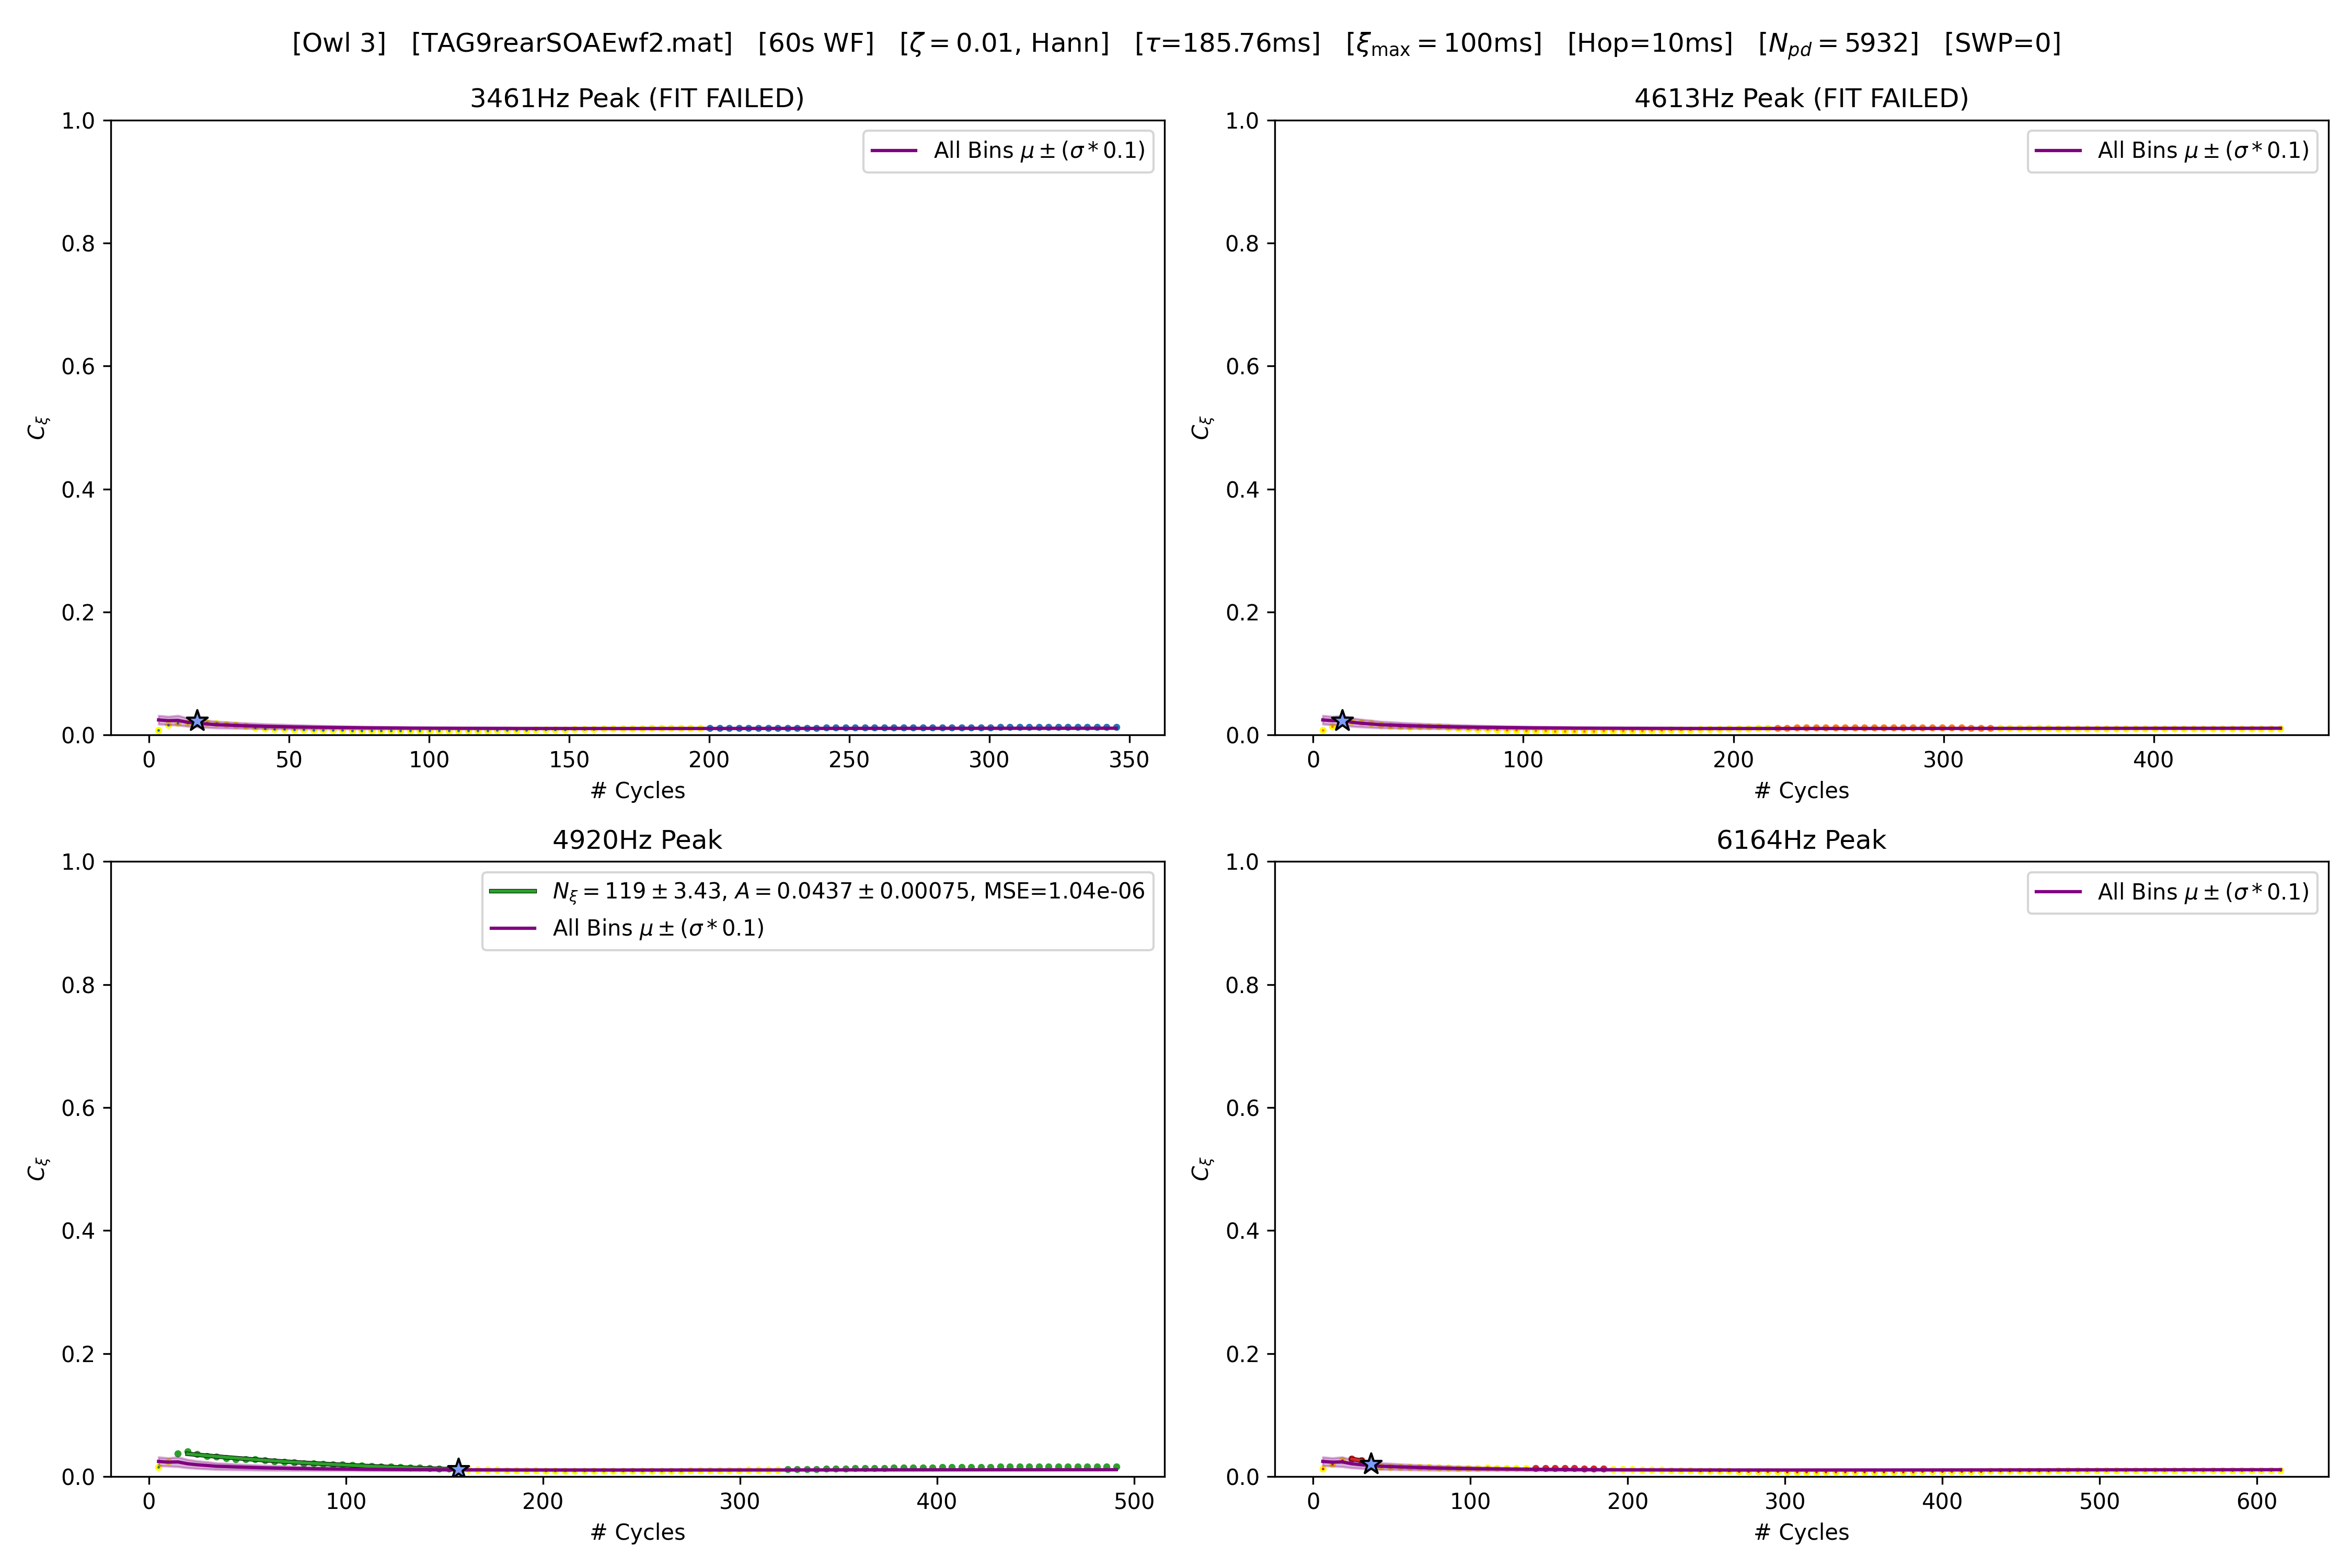 [Owl 3]   [TAG9rearSOAEwf2.mat]   [60s WF]   [ζ = 0.01, Hann]   [τ=185.76ms]   [ξ_max = 100ms]   [Hop=10ms]   [N_pd = 5932]   [SWP=0]
3461Hz Peak (FIT FAILED)
All Bins μ ± (σ * 0.1)
C_ξ
1.0
0.8
0.6
0.4
0.2
0.0
0 50 100 150 200 250 300 350
# Cycles
4613Hz Peak (FIT FAILED)
All Bins μ ± (σ * 0.1)
C_ξ
1.0
0.8
0.6
0.4
0.2
0.0
0 100 200 300 400
# Cycles
4920Hz Peak
N_ξ = 119 ± 3.43, A = 0.0437 ± 0.00075, MSE=1.04e-06
All Bins μ ± (σ * 0.1)
C_ξ
1.0
0.8
0.6
0.4
0.2
0.0
0 100 200 300 400 500
# Cycles
6164Hz Peak
All Bins μ ± (σ * 0.1)
C_ξ
1.0
0.8
0.6
0.4
0.2
0.0
0 100 200 300 400 500 600
# Cycles